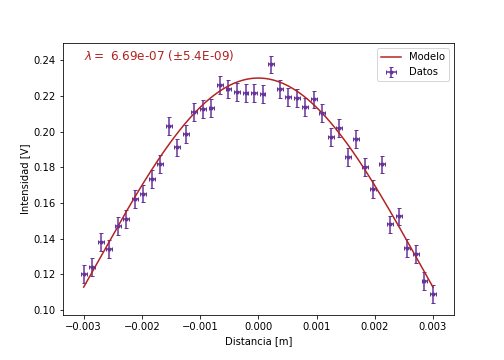 λ = 6.69e-07 (±5.4E-09)
Modelo
Datos
Intensidad [V]
0.24
0.22
0.20
0.18
0.16
0.14
0.12
0.10
−0.003 −0.002 −0.001 0.000 0.001 0.002 0.003
Distancia [m]